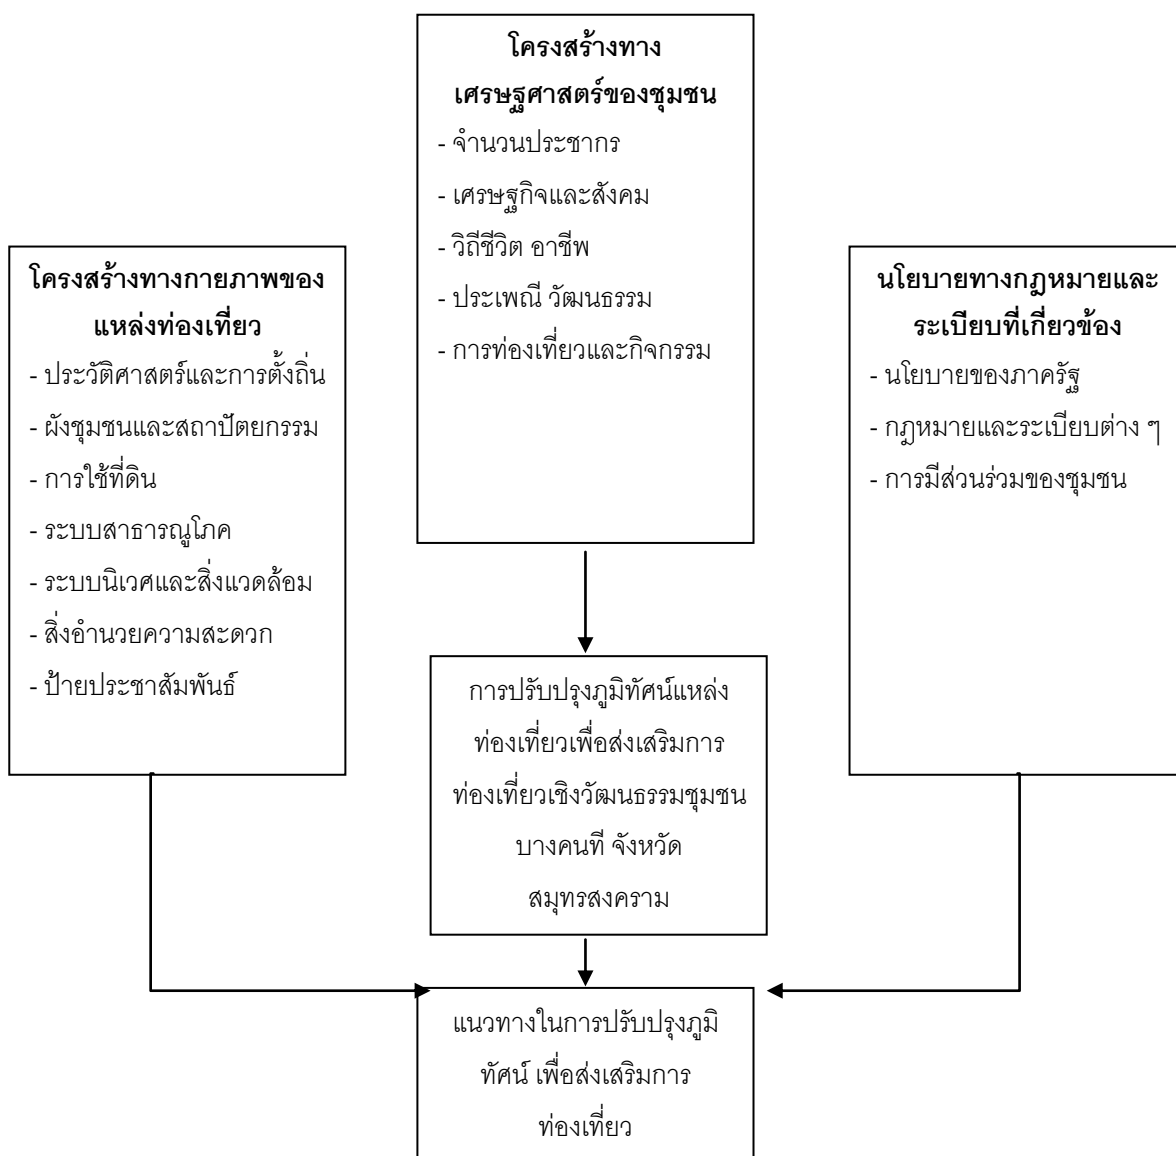 โครงสร้างทาง
เศรษฐศาสตร์ของชุมชน
- จำนวนประชากร
- เศรษฐกิจและสังคม
- วิถีชีวิต อาชีพ
- ประเพณี วัฒนธรรม
- การท่องเที่ยวและกิจกรรม
โครงสร้างทางกายภาพของ
แหล่งท่องเที่ยว
- ประวัติศาสตร์และการตั้งถิ่น
- ผังชุมชนและสถาปัตยกรรม
- การใช้ที่ดิน
- ระบบสาธารณูโภค
- ระบบนิเวศและสิ่งแวดล้อม
- สิ่งอำนวยความสะดวก
- ป้ายประชาสัมพันธ์
นโยบายทางกฎหมายและ
ระเบียบที่เกี่ยวข้อง
- นโยบายของภาครัฐ
- กฎหมายและระเบียบต่าง ๆ
- การมีส่วนร่วมของชุมชน
การปรับปรุงภูมิทัศน์แหล่ง
ท่องเที่ยวเพื่อส่งเสริมการ
ท่องเที่ยวเชิงวัฒนธรรมชุมชน
บางคนที จังหวัด
สมุทรสงคราม
แนวทางในการปรับปรุงภูมิ
ทัศน์ เพื่อส่งเสริมการ
ท่องเที่ยว